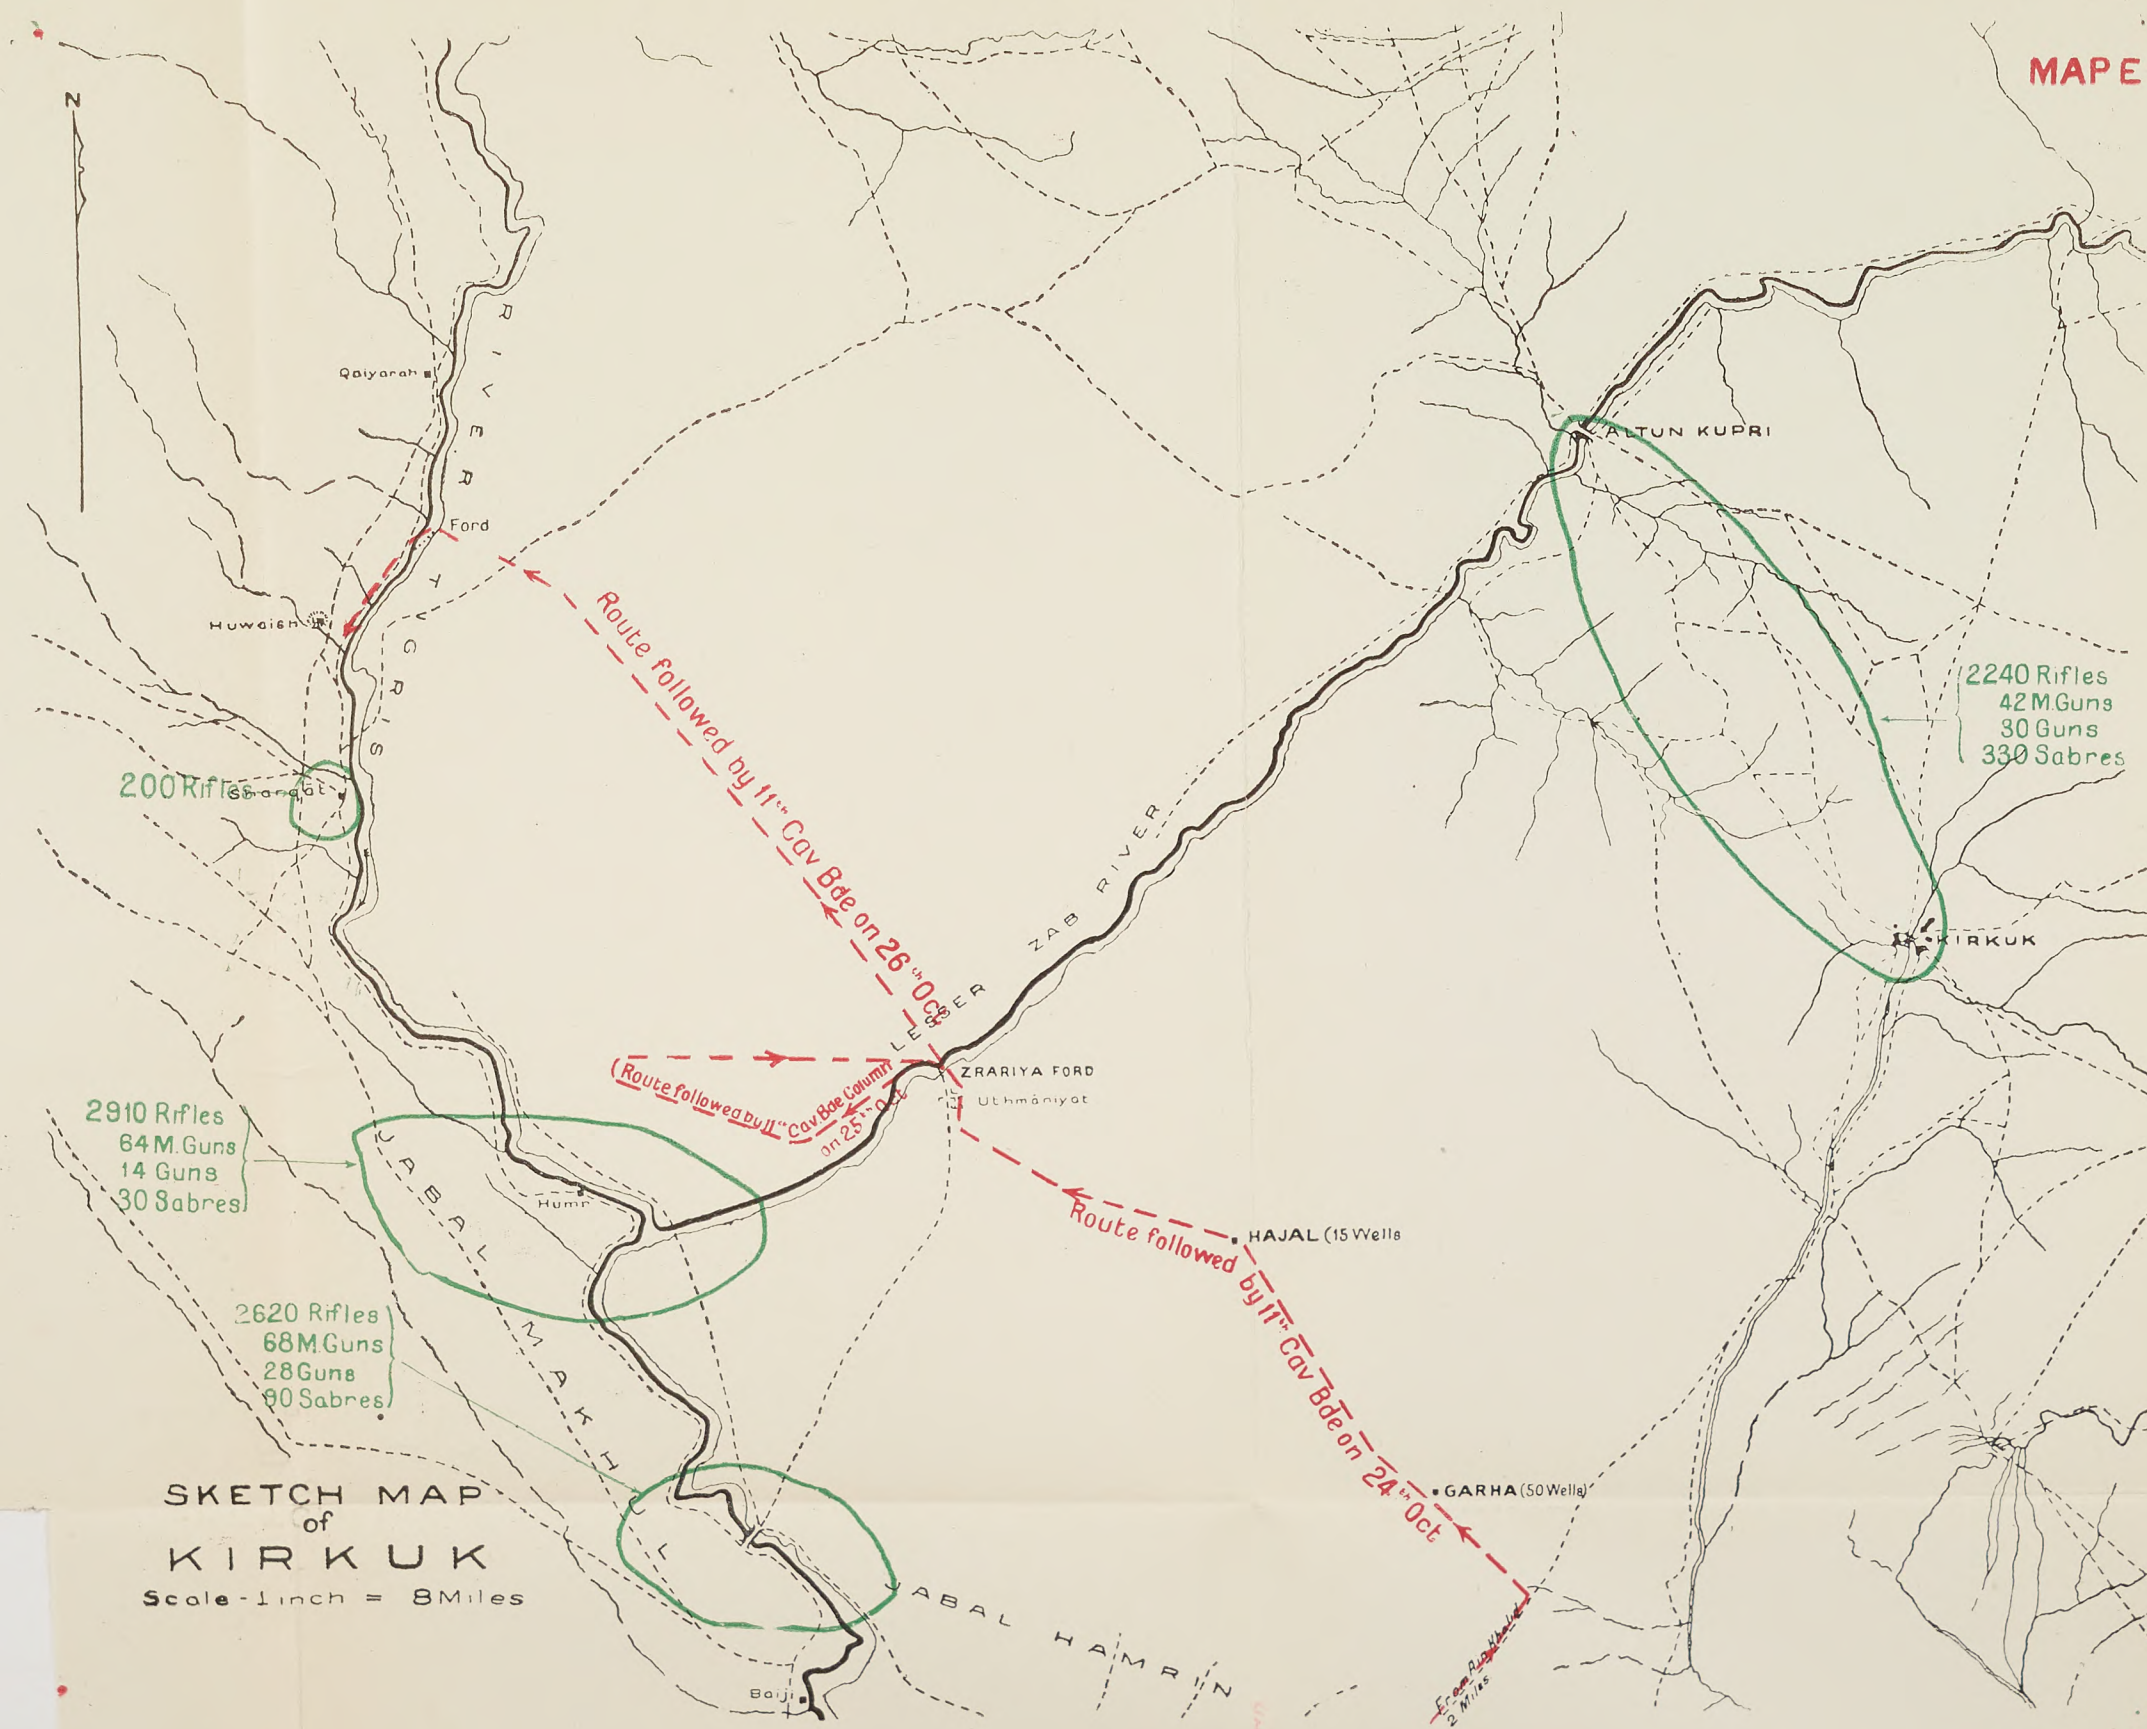 MAP E
N
RIVER TIGRIS
Qaiyarah
Ford
Huwaish
200 Rifles
Sharqat
ALTUN KUPRI
2240 Rifles
42 M.Guns
30 Guns
330 Sabres
KIRKUK
Route followed by 11th Cav Bde on 26th Oct
LESSER ZAB RIVER
ZRARIYA FORD
Uthmâniyat
(Route followed by 11th Cav. Bde Column
on 25th Oct
2910 Rifles
64 M.Guns
14 Guns
30 Sabres
Humr
JABAL MAKHUL
HAJAL (15 Wells
Route followed by 11th Cav Bde on 24th Oct
2620 Rifles
68 M.Guns
28 Guns
Sabres
GARHA (50 Wells)
SKETCH MAP
of
KIRKUK
Scale - 1 inch = 8 Miles
JABAL HAMRIN
Baiji
From Ain
2 Miles